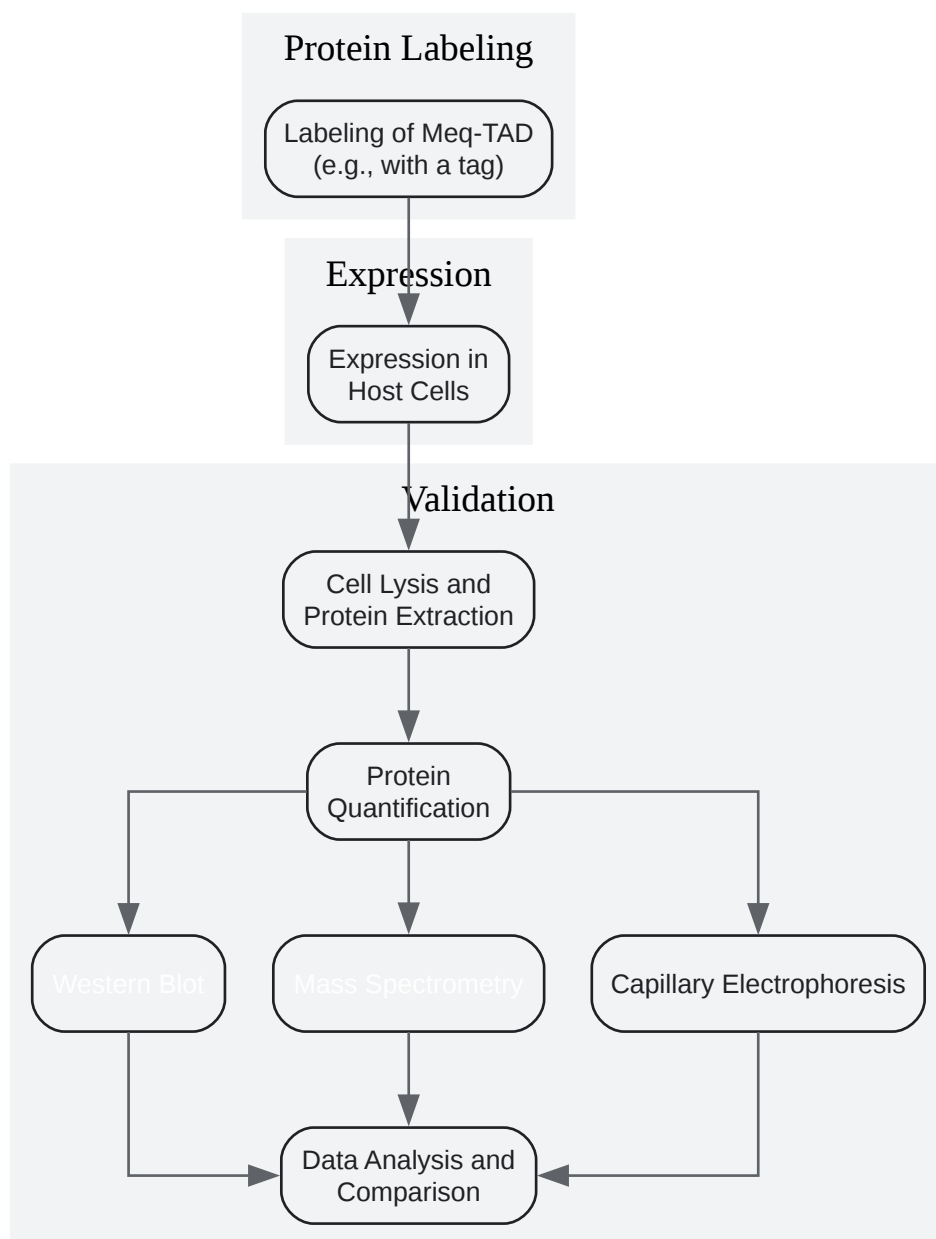 Protein Labeling
Labeling of Meq-TAD
(e.g., with a tag)
Expression
Expression in
Host Cells
Validation
Cell Lysis and
Protein Extraction
Protein
Quantification
Western Blot
Mass Spectrometry
Capillary Electrophoresis
Data Analysis and
Comparison